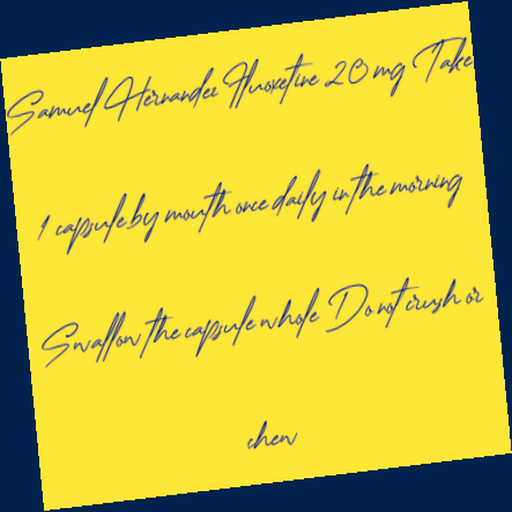 Samuel Hernandez Fluoxetine 20 mg Take
1 capsule by mouth once daily in the morning
Swallow the capsule whole Do not crush or
chew